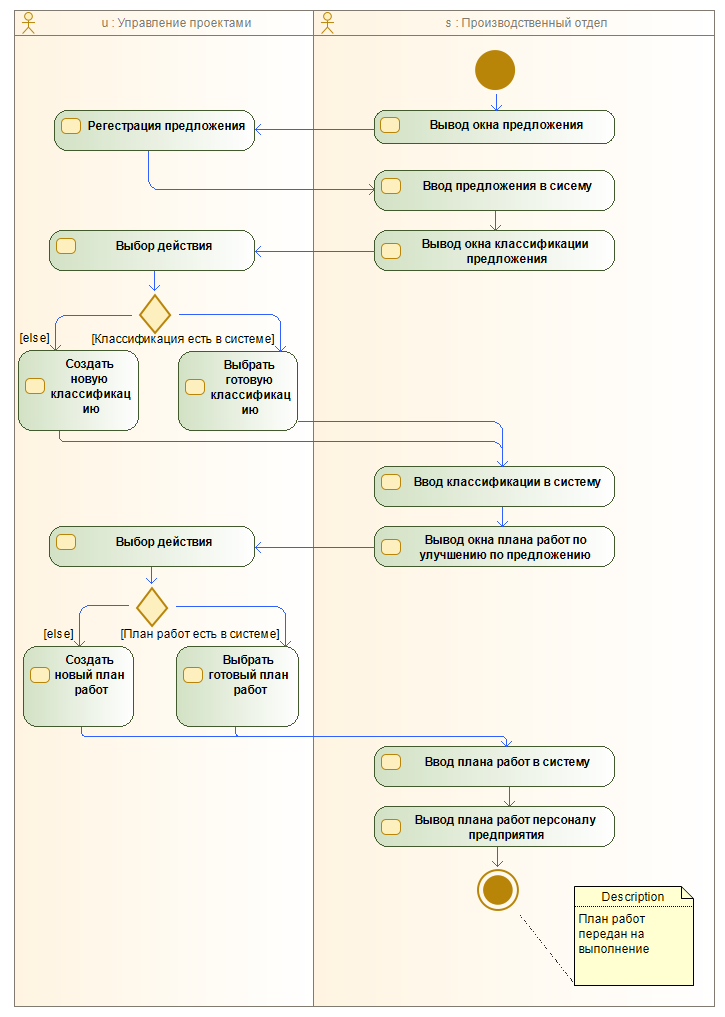 u : Управление проектами
s : Производственный отдел
Вывод окна предложения
Регестрация предложения
Ввод предложения в сисему
Выбор действия
Вывод окна классификации
предложения
[else]
[Классификация есть в системе]
Создать
новую
классификац
ию
Выбрать
готовую
классификац
ию
Ввод классификации в систему
Выбор действия
Вывод окна плана работ по
улучшению по предложению
[else]
[План работ есть в системе]
Создать
новый план
работ
Выбрать
готовый план
работ
Ввод плана работ в систему
Вывод плана работ персоналу
предприятия
Description
План работ
передан на
выполнение